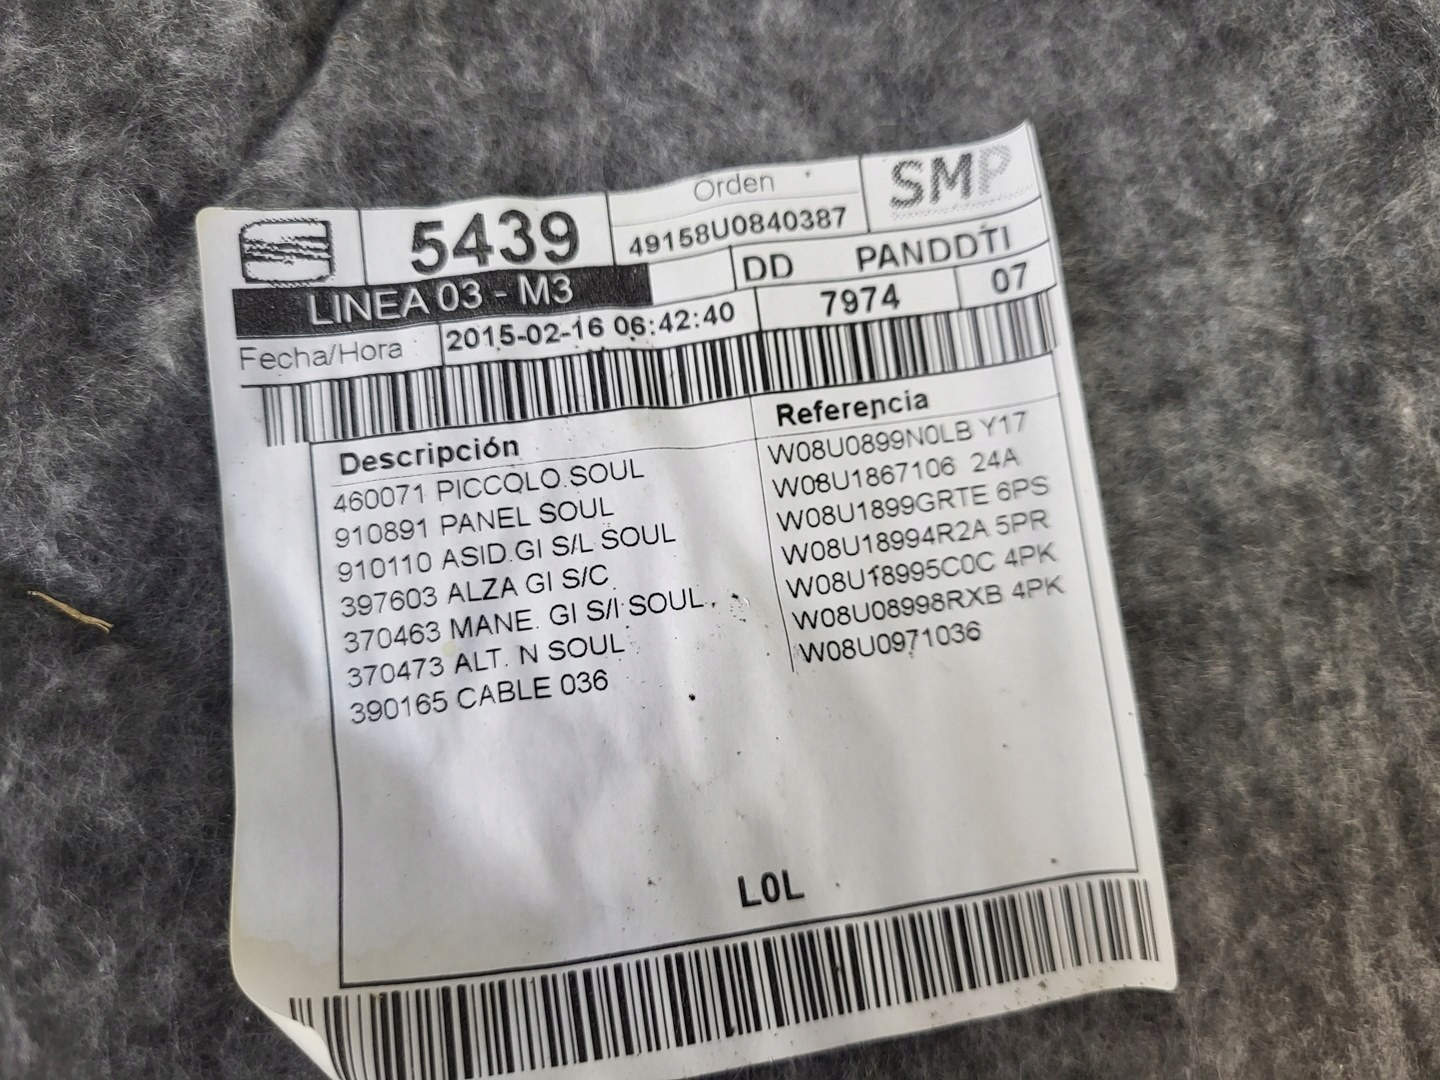 5439
Orden
49158U0840387
SMP
LINEA 03 - M3
DD PANDDTI
Fecha/Hora 2015-02-16 06:42:40 7974 07
Descripción Referencia
460071 PICCOLO SOUL W08U0899N0LB Y17
910891 PANEL SOUL W08U1867106 24A
910110 ASID.GI S/L SOUL W08U1899GRTE 6PS
397603 ALZA GI S/C W08U18994R2A 5PR
370463 MANE. GI S/I SOUL W08U18995C0C 4PK
370473 ALT. N SOUL W08U08998RXB 4PK
390165 CABLE 036 W08U0971036
L0L